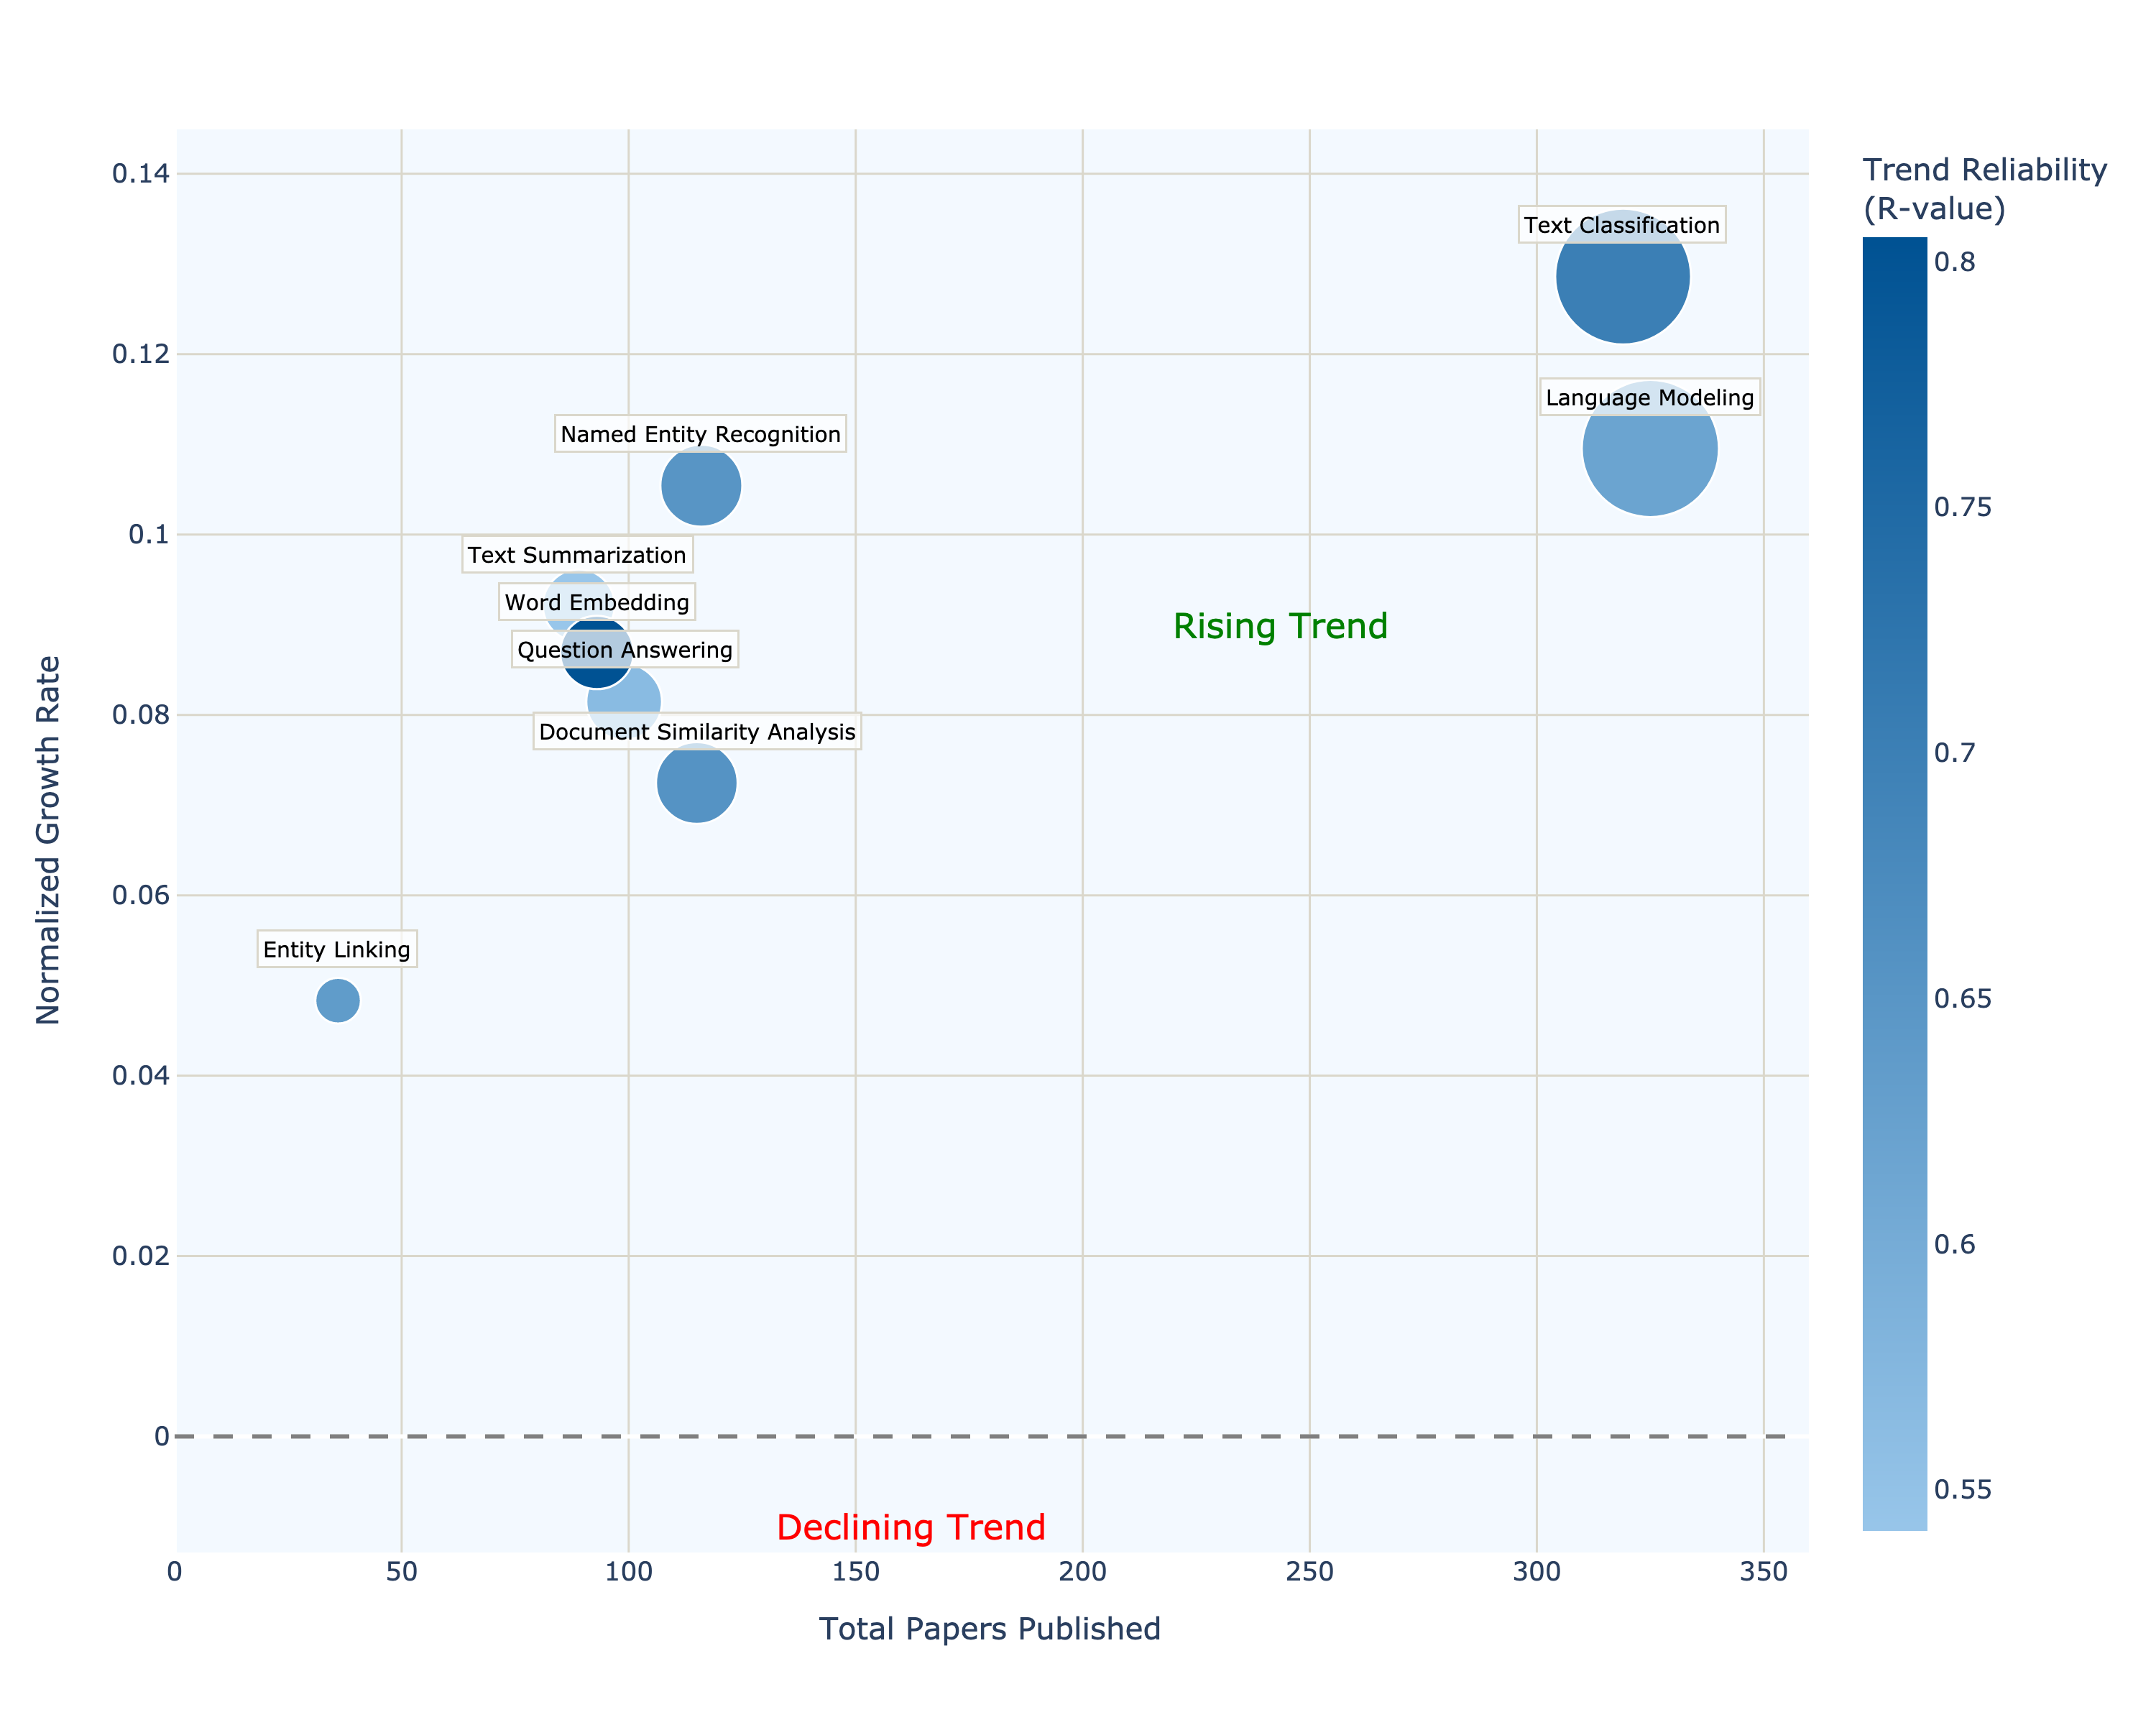 Normalized Growth Rate
0.14
0.12
0.1
0.08
0.06
0.04
0.02
0
Text Classification
Language Modeling
Named Entity Recognition
Text Summarization
Word Embedding
Rising Trend
Question Answering
Document Similarity Analysis
Entity Linking
Declining Trend
0
50
100
150
200
250
300
350
Total Papers Published
Trend Reliability
(R-value)
0.8
0.75
0.7
0.65
0.6
0.55